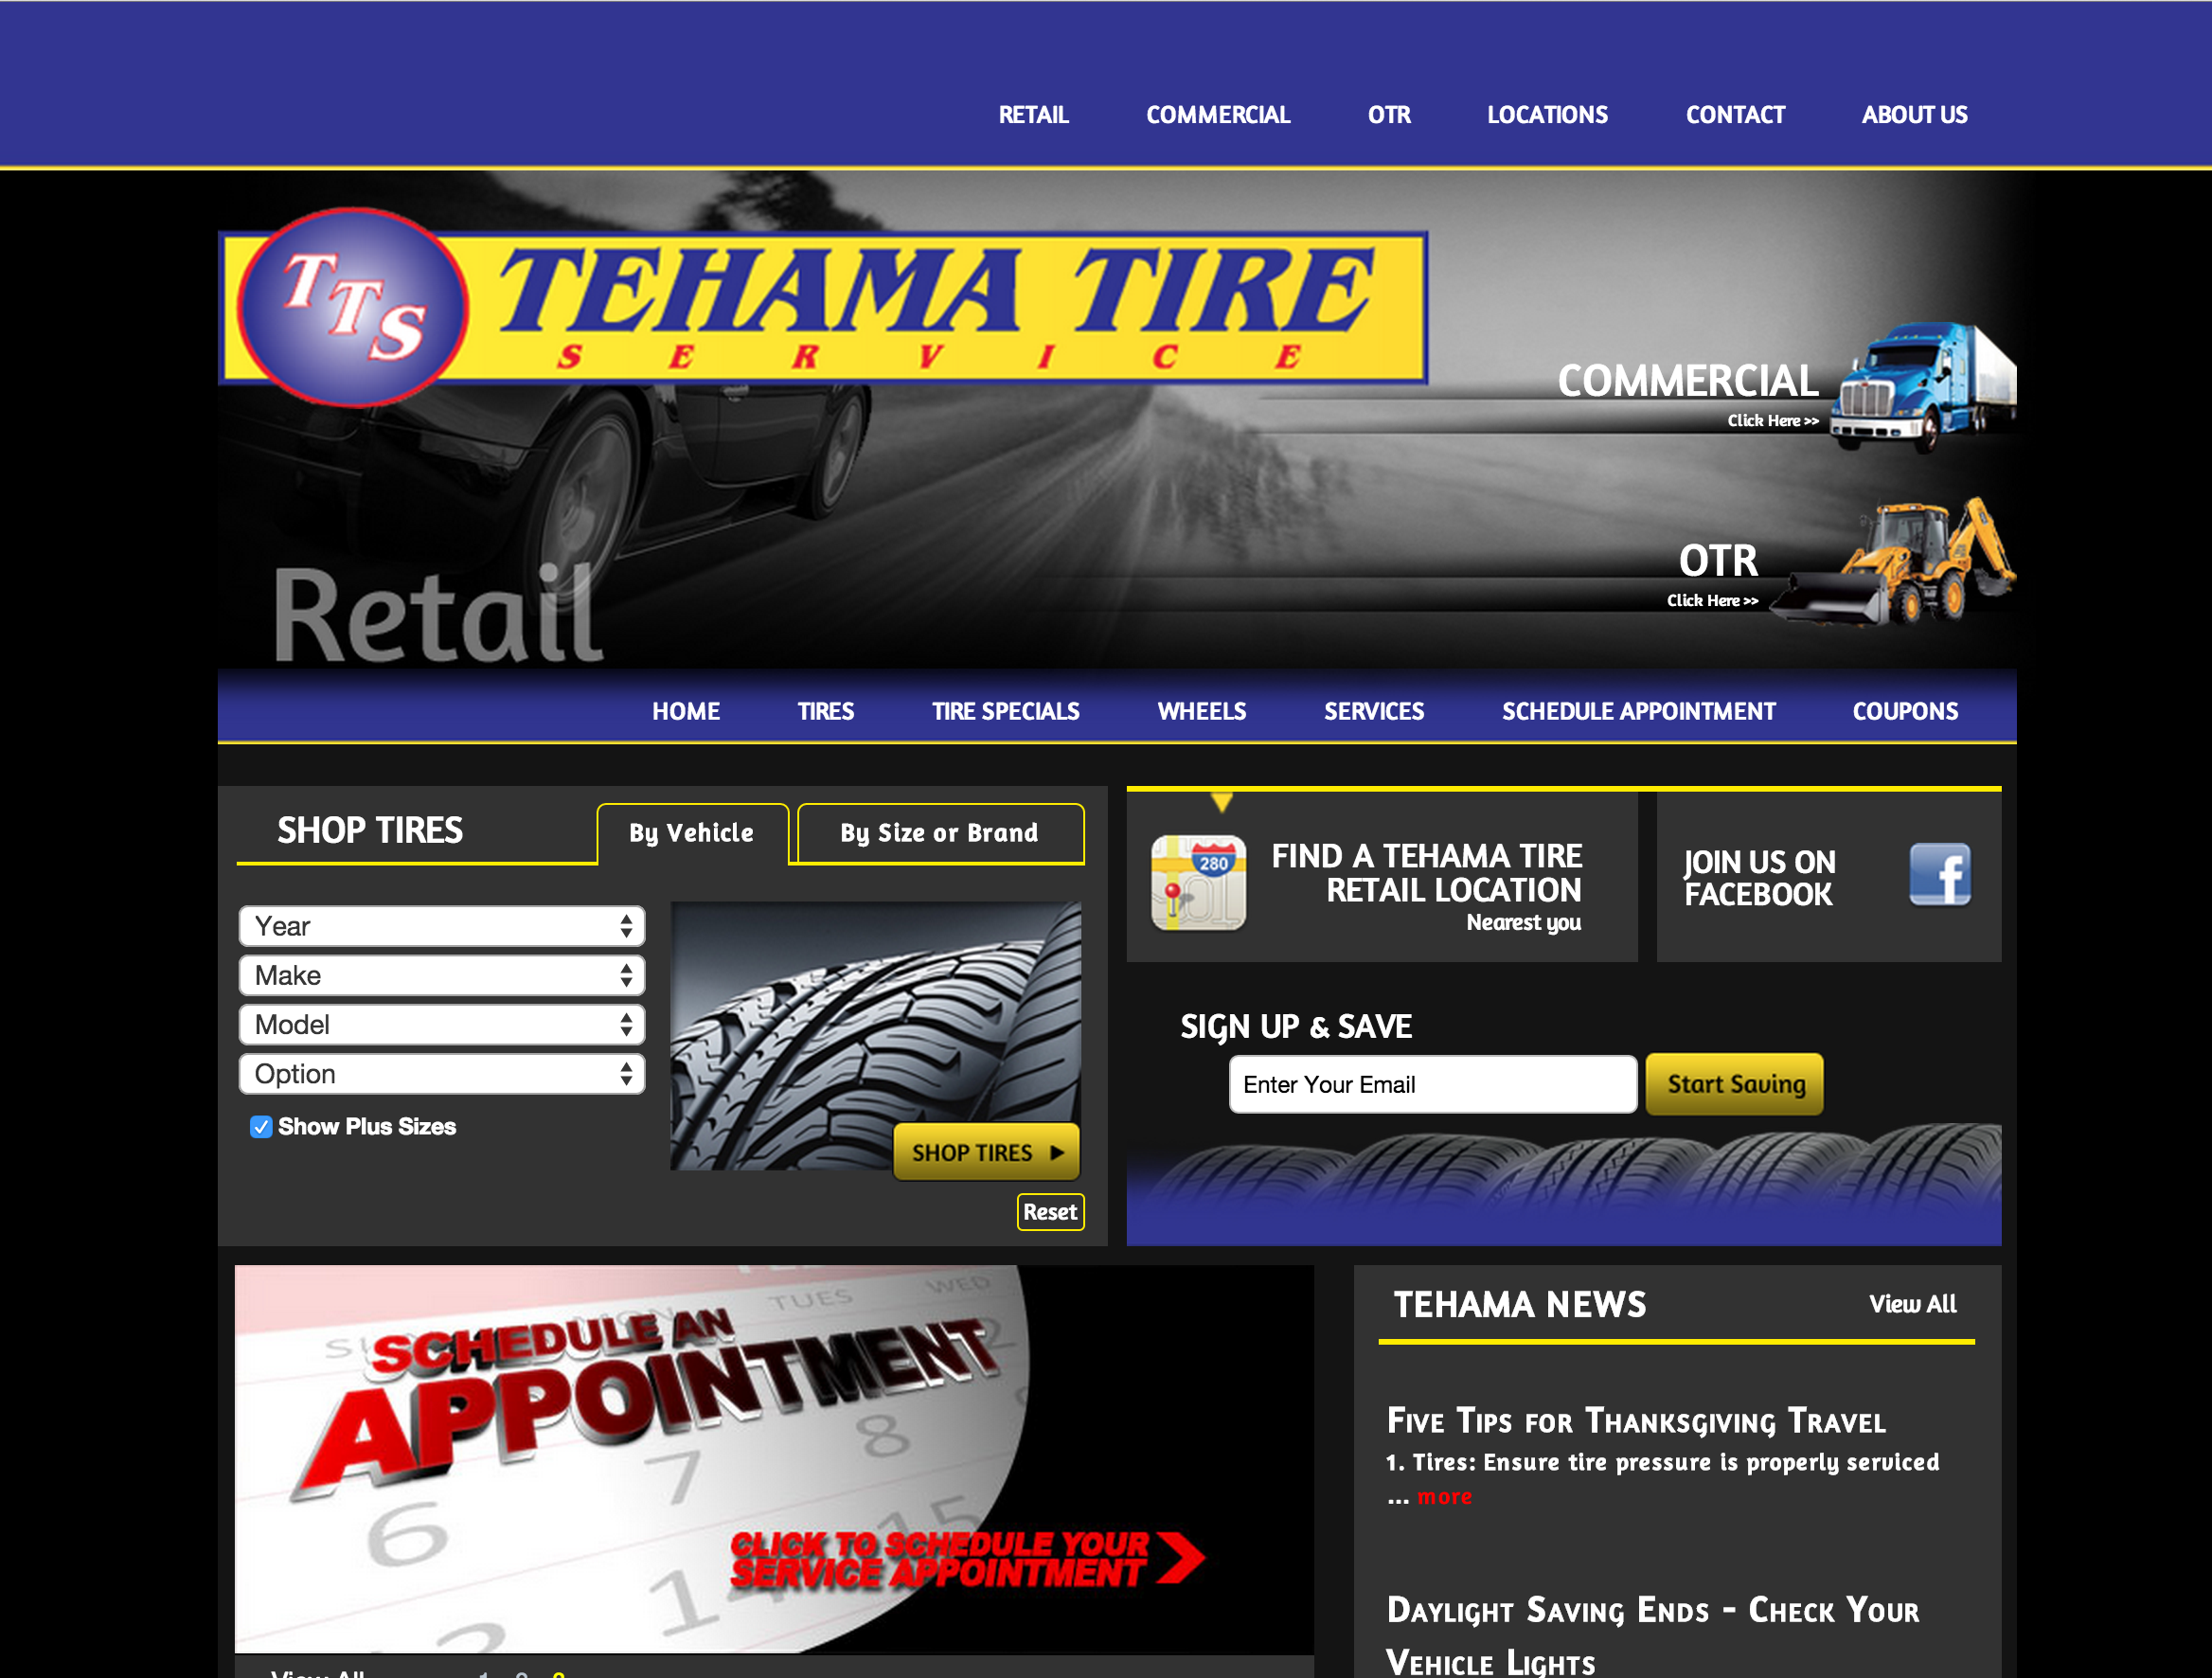 RETAIL COMMERCIAL OTR LOCATIONS CONTACT ABOUT US
TTS
TEHAMA TIRE
SERVICE
COMMERCIAL
Click Here >>
OTR
Click Here >>
Retail
HOME TIRES TIRE SPECIALS WHEELS SERVICES SCHEDULE APPOINTMENT COUPONS
SHOP TIRES By Vehicle By Size or Brand
Year
Make
Model
Option
Show Plus Sizes
SHOP TIRES
Reset
280
FIND A TEHAMA TIRE
RETAIL LOCATION
Nearest you
JOIN US ON
FACEBOOK
f
SIGN UP & SAVE
Enter Your Email Start Saving
TUES WED
SCHEDULE AN
APPOINTMENT
6 7 8
14 15
CLICK TO SCHEDULE YOUR
SERVICE APPOINTMENT
View All 1 2 3
TEHAMA NEWS View All
Five Tips for Thanksgiving Travel
1. Tires: Ensure tire pressure is properly serviced
... more
Daylight Saving Ends - Check Your
Vehicle Lights